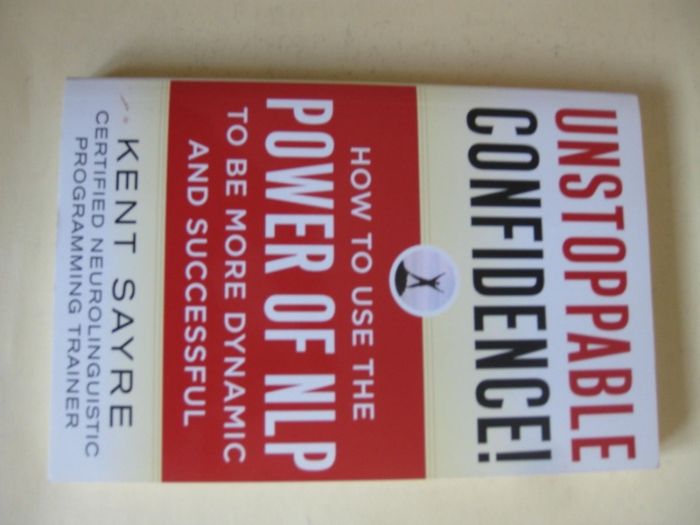 UNSTOPPABLE
CONFIDENCE!
HOW TO USE THE
POWER OF NLP
TO BE MORE DYNAMIC
AND SUCCESSFUL
KENT SAYRE
CERTIFIED NEUROLINGUISTIC
PROGRAMMING TRAINER